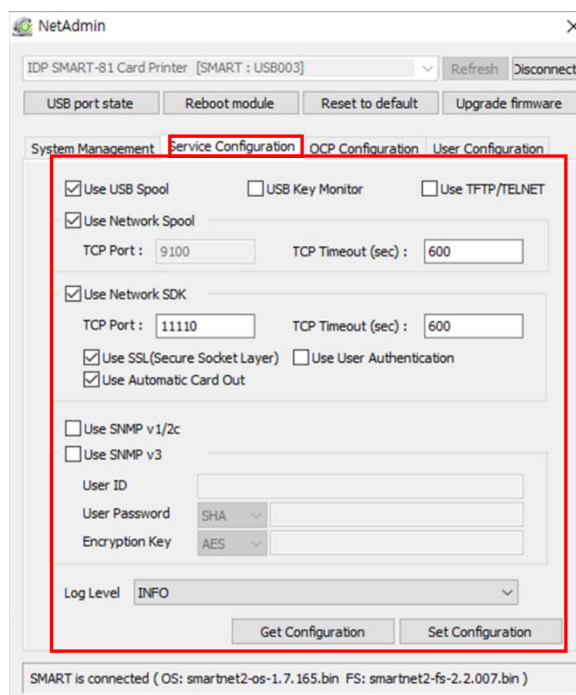 NetAdmin
IDP SMART-81 Card Printer [SMART : USB003] Refresh Disconnect
USB port state Reboot module Reset to default Upgrade firmware
System Management Service Configuration OCP Configuration User Configuration
Use USB Spool USB Key Monitor Use TFTP/TELNET
Use Network Spool
TCP Port : 9100 TCP Timeout (sec) : 600
Use Network SDK
TCP Port : 11110 TCP Timeout (sec) : 600
Use SSL(Secure Socket Layer) Use User Authentication
Use Automatic Card Out
Use SNMP v1/2c
Use SNMP v3
User ID
User Password SHA
Encryption Key AES
Log Level INFO
Get Configuration Set Configuration
SMART is connected ( OS: smartnet2-os-1.7.165.bin FS: smartnet2-fs-2.2.007.bin )